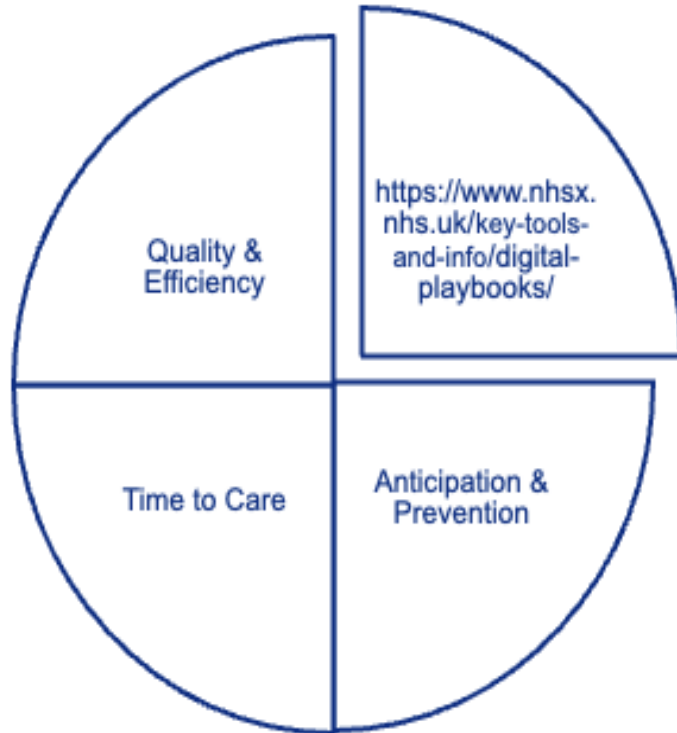 Quality &
Efficiency
https://www.nhsx.
nhs.uk/key-tools-
and-info/digital-
playbooks/
Time to Care
Anticipation &
Prevention